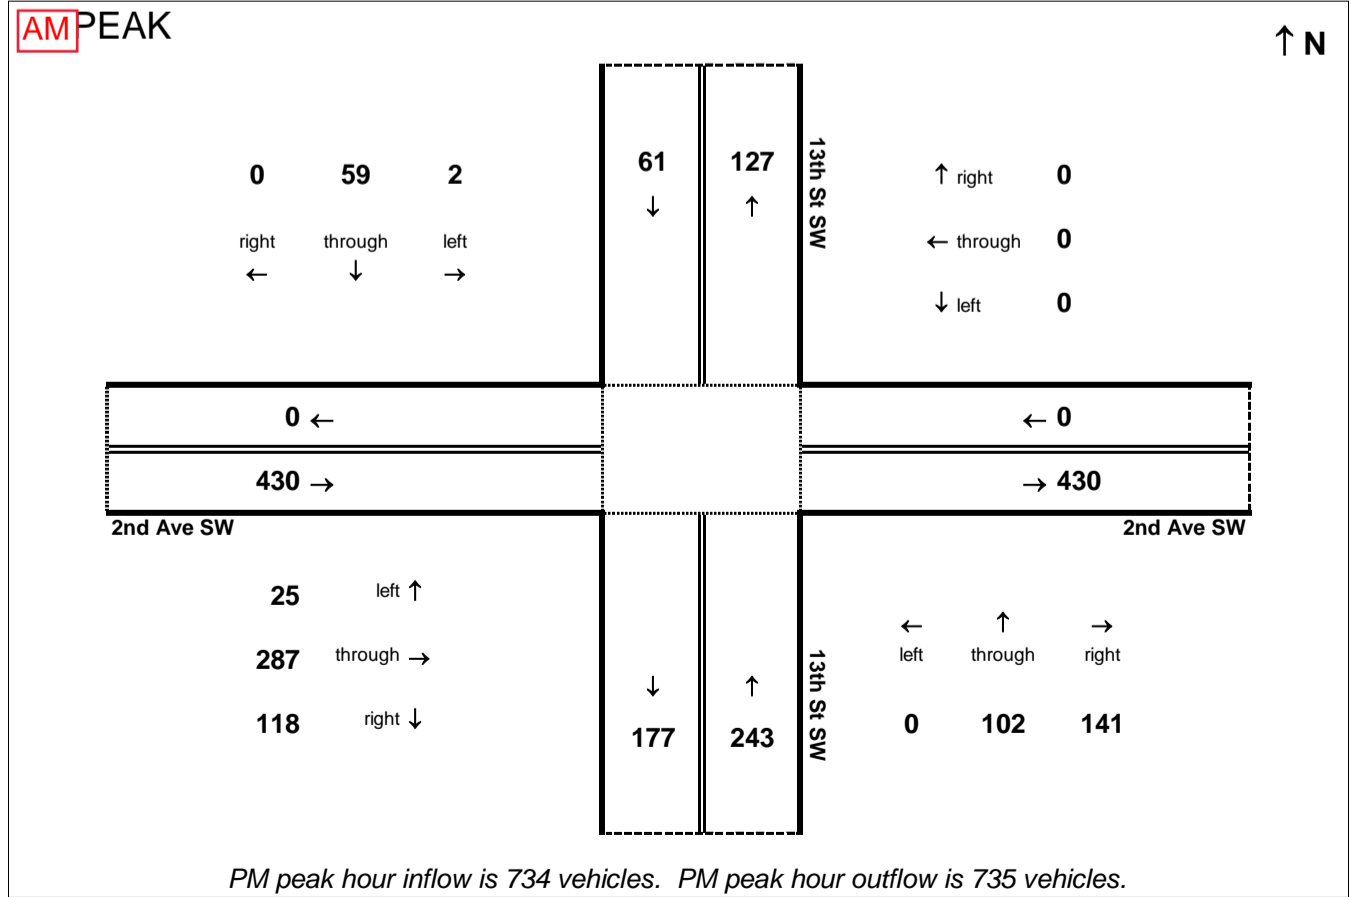 AM PEAK
↑ N
0 59 2
right through left
← ↓ →
61 127
↓ ↑
13th St SW
↑ right 0
← through 0
↓ left 0
0 ←
← 0
430 →
→ 430
2nd Ave SW
2nd Ave SW
25 left ↑
287 through →
118 right ↓
↓ ↑
177 243
13th St SW
← ↑ →
left through right
0 102 141
PM peak hour inflow is 734 vehicles. PM peak hour outflow is 735 vehicles.